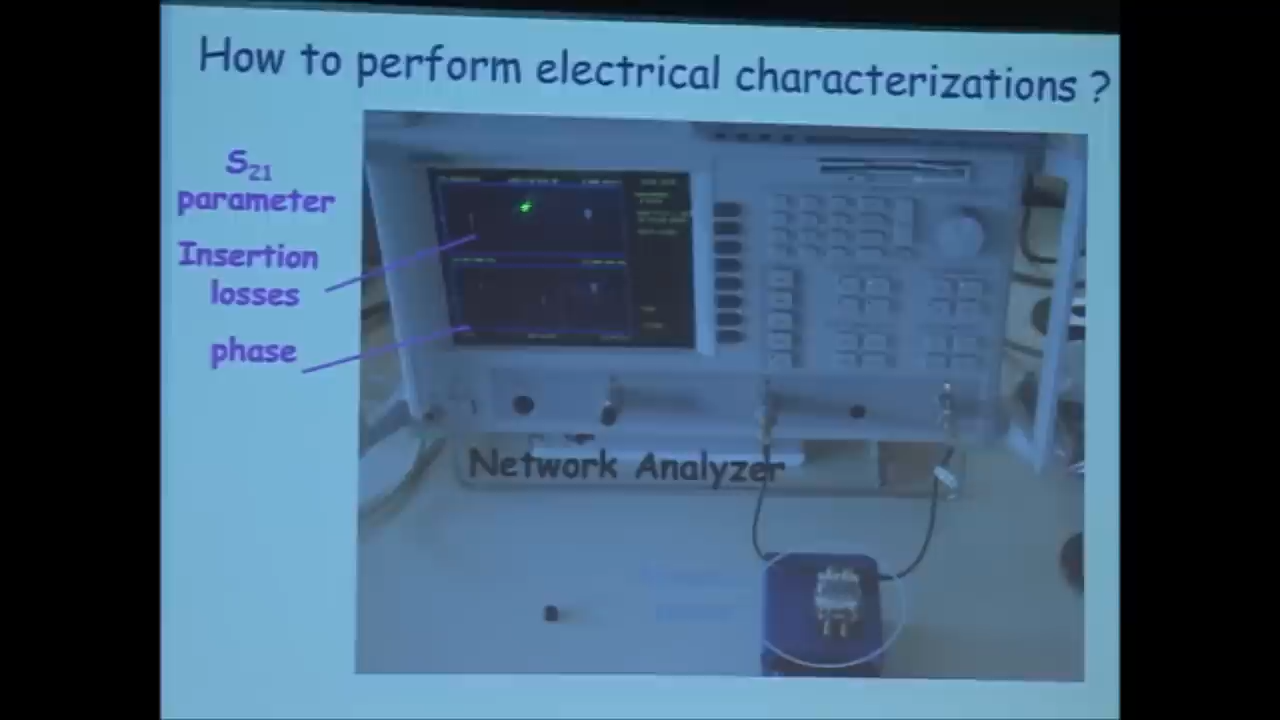 How to perform electrical characterizations ?
S₂₁
parameter
Insertion
losses
phase
Network Analyzer